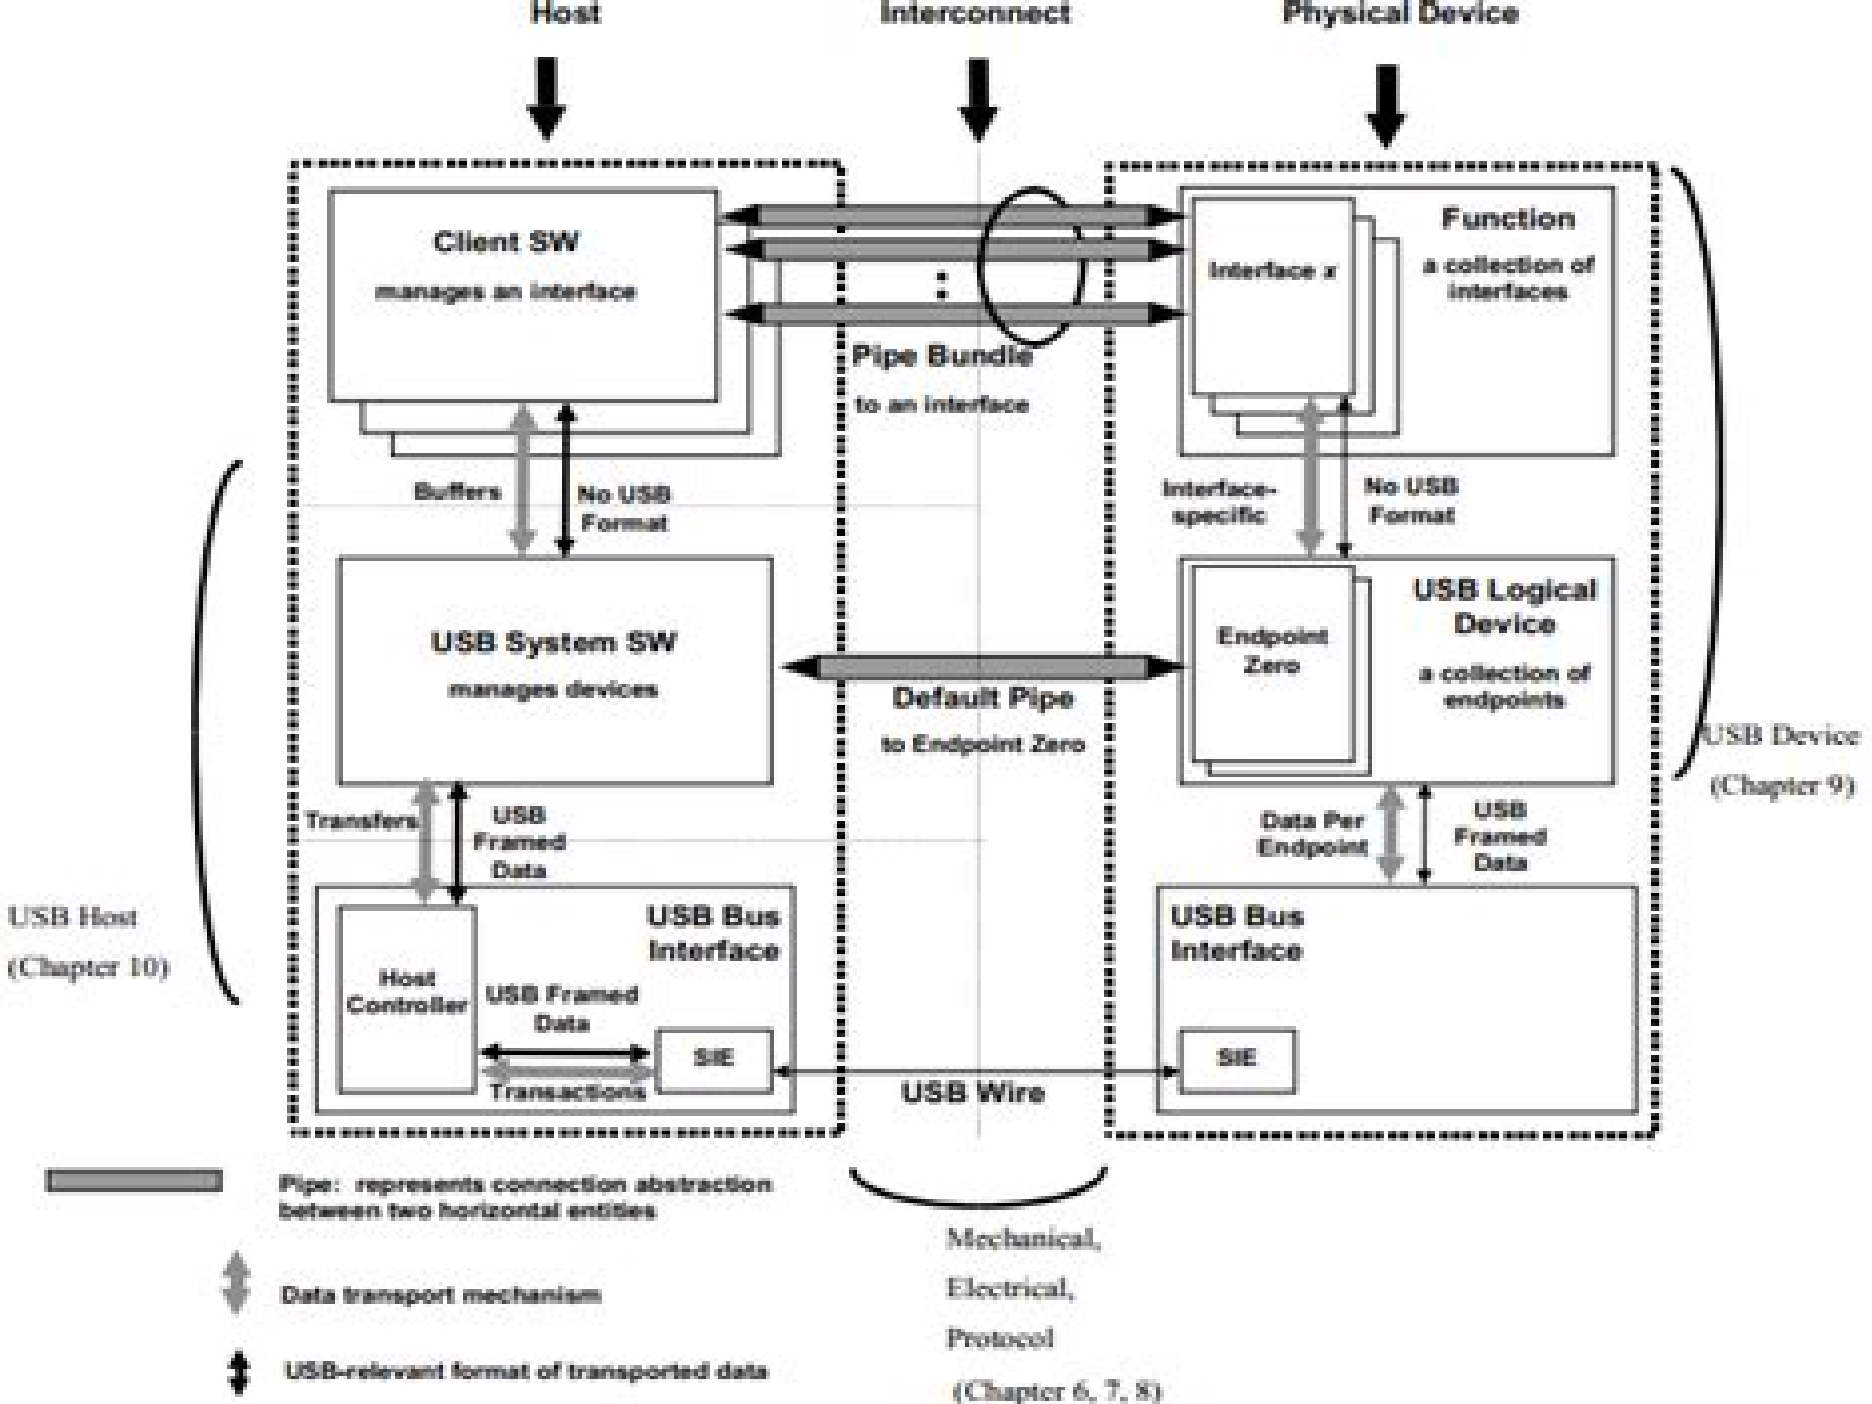 Host
Interconnect
Physical Device
Client SW
manages an interface
Interface x
Function
a collection of
interfaces
Pipe Bundle
to an interface
Buffers
No USB
Format
Interface-
specific
No USB
Format
USB System SW
manages devices
Default Pipe
to Endpoint Zero
Endpoint
Zero
USB Logical
Device
a collection of
endpoints
USB Device
(Chapter 9)
Transfers
USB
Framed
Data
Data Per
Endpoint
USB
Framed
Data
USB Host
(Chapter 10)
Host
Controller
USB Bus
Interface
USB Framed
Data
Transactions
SIE
USB Wire
USB Bus
Interface
SIE
Pipe: represents connection abstraction
between two horizontal entities
Data transport mechanism
USB-relevant format of transported data
Mechanical,
Electrical,
Protocol
(Chapter 6, 7, 8)